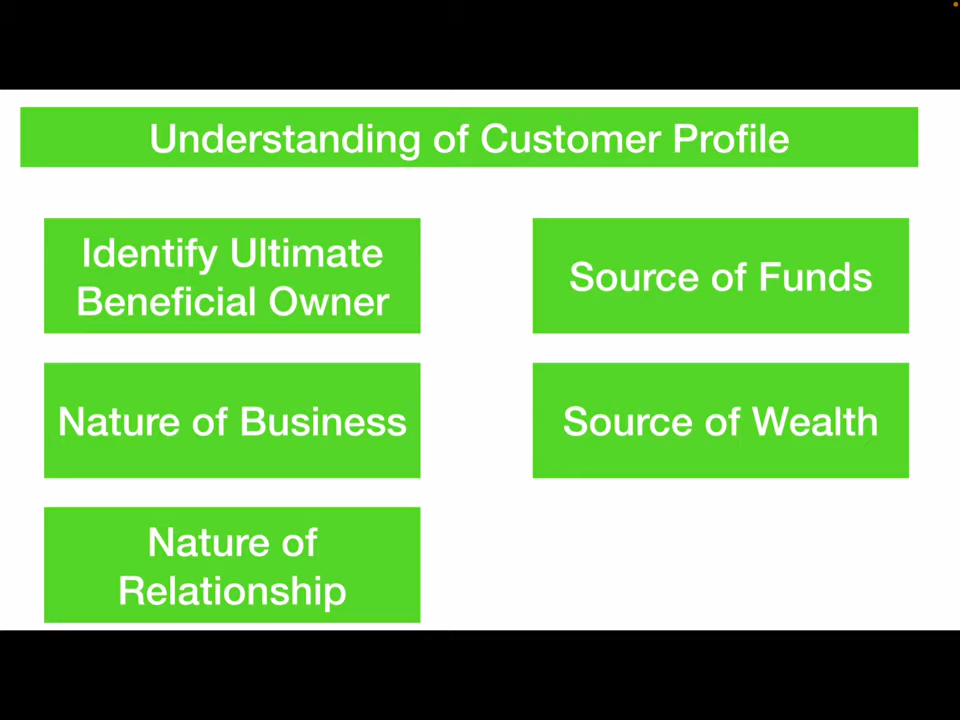 Understanding of Customer Profile
Identify Ultimate
Beneficial Owner
Source of Funds
Nature of Business
Source of Wealth
Nature of
Relationship